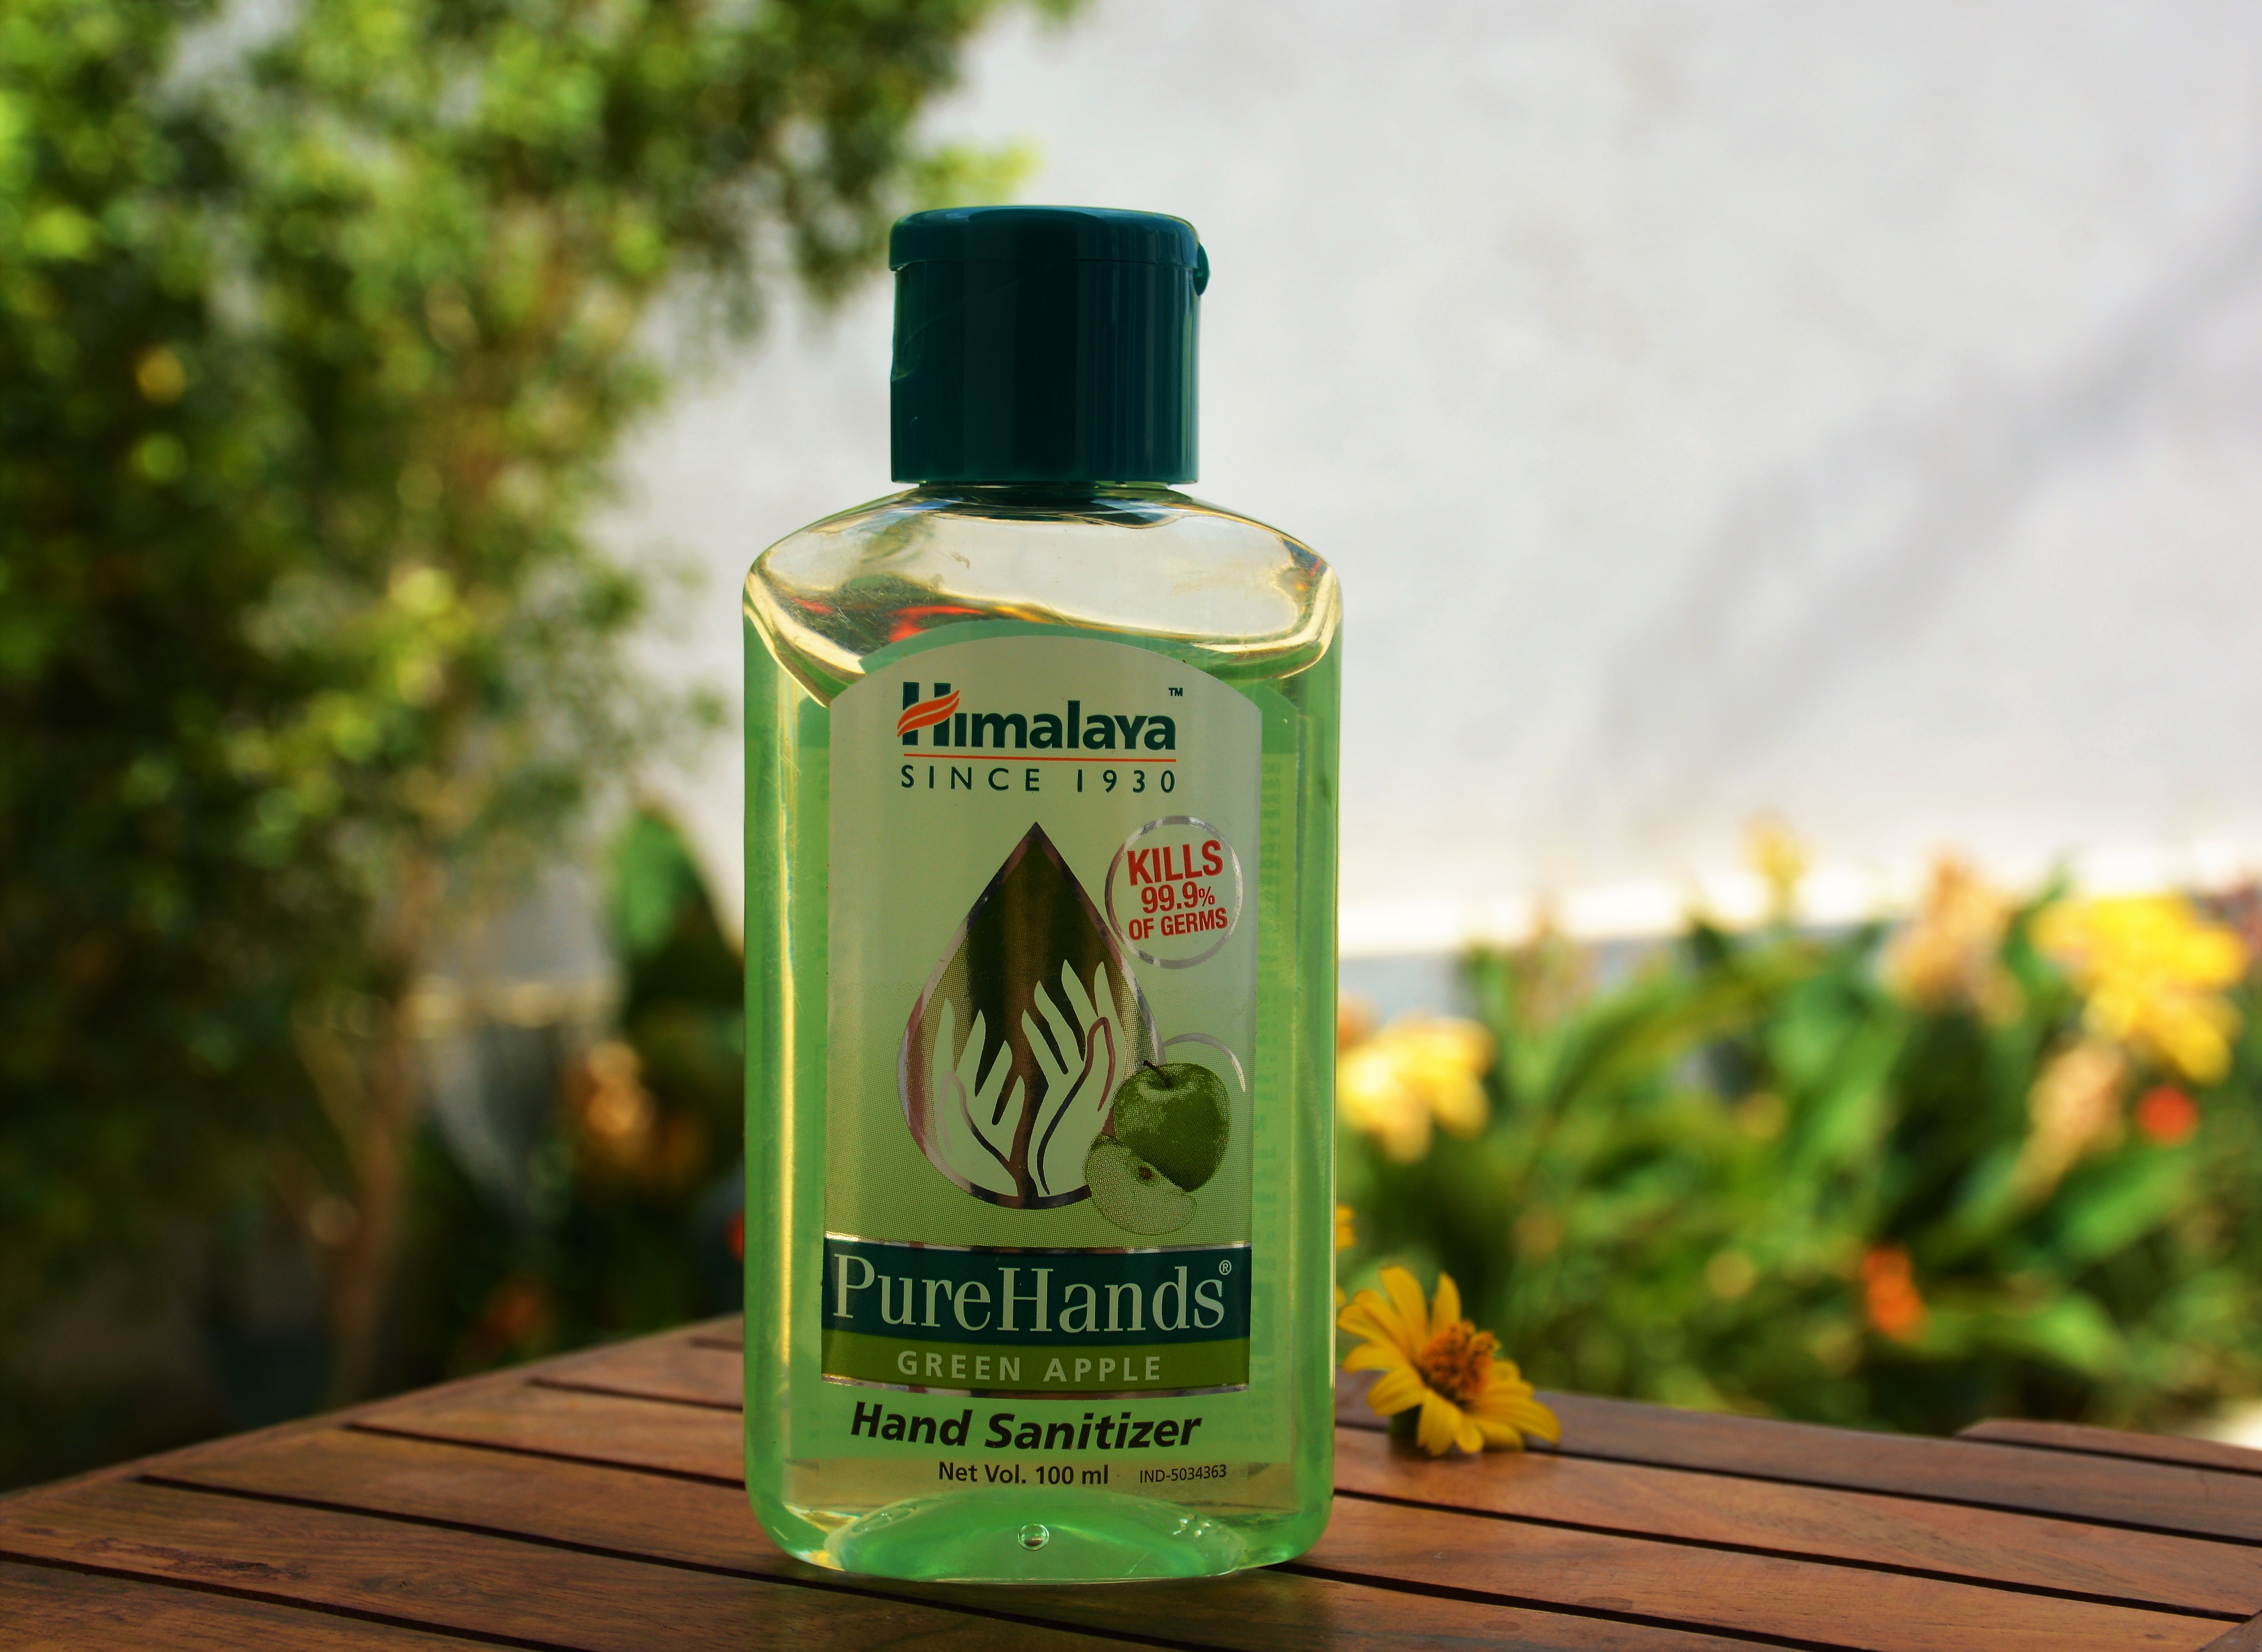 Himalaya™
SINCE 1930
KILLS
99.9%
OF GERMS
PureHands®
GREEN APPLE
Hand Sanitizer
Net Vol. 100 ml IND-5034363